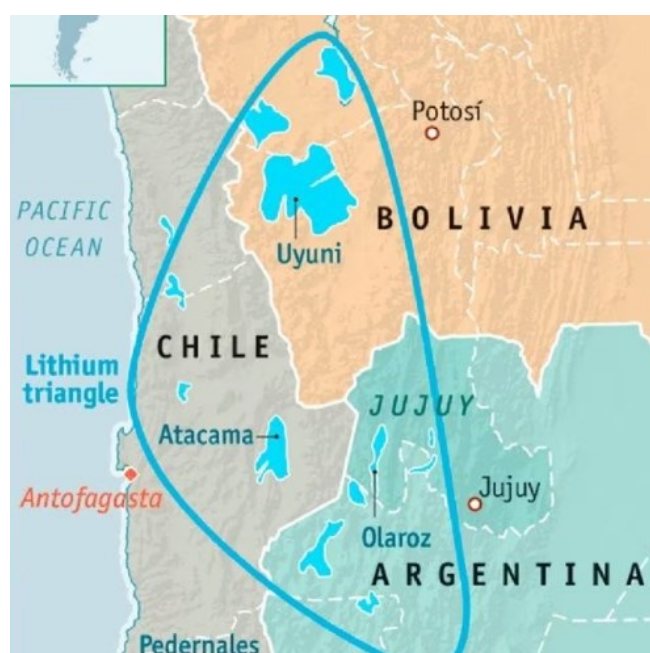 Potosí
PACIFIC
OCEAN
BOLIVIA
Uyuni
CHILE
Lithium
triangle
JUJUY
Atacama
Antofagasta
Jujuy
Olaroz
ARGENTINA
Pedernales